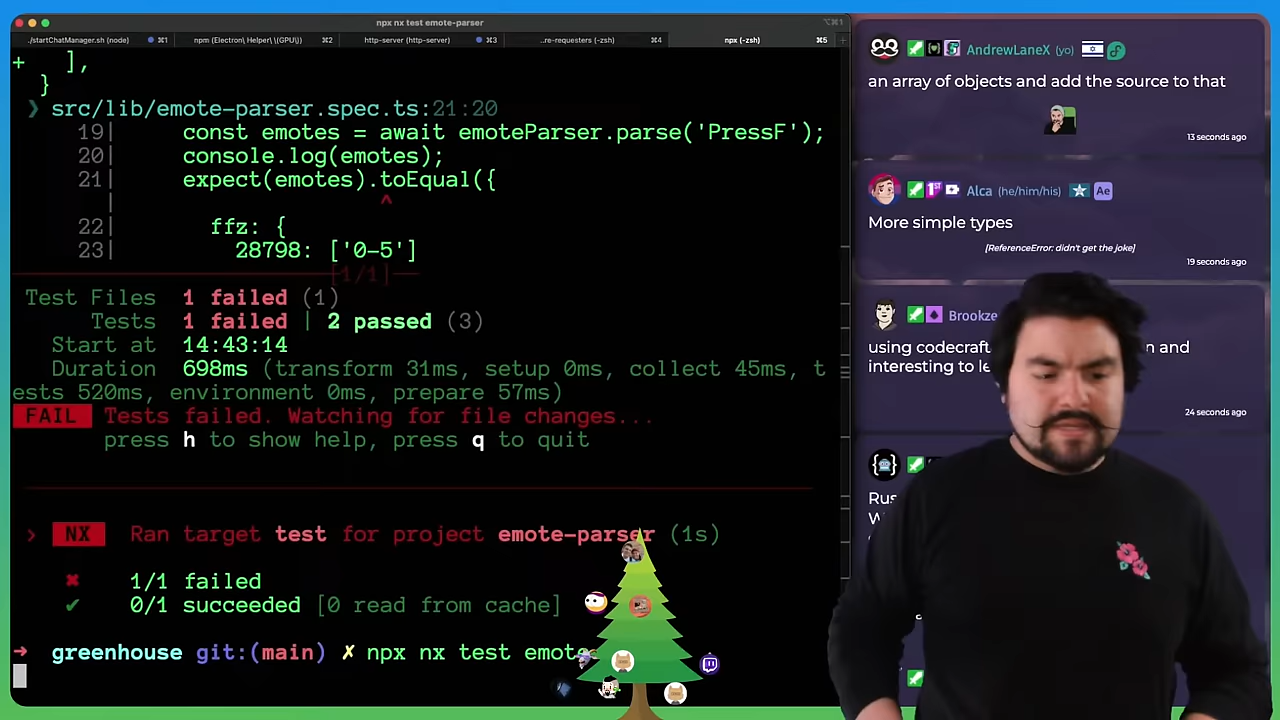 npx nx test emote-parser
⌥⌘1
./startChatManager.sh (node)
⌘1
npm (Electron\ Helper\ \(GPU\))
⌘2
http-server (http-server)
⌘3
..re-requesters (-zsh)
⌘4
npx (-zsh)
⌘5
+ ],
}
❯ src/lib/emote-parser.spec.ts:21:20
19| const emotes = await emoteParser.parse('PressF');
20| console.log(emotes);
21| expect(emotes).toEqual({
| ^
22| ffz: {
23| 28798: ['0-5']
[1/1]
Test Files 1 failed (1)
Tests 1 failed | 2 passed (3)
Start at 14:43:14
Duration 698ms (transform 31ms, setup 0ms, collect 45ms, t
ests 520ms, environment 0ms, prepare 57ms)
FAIL Tests failed. Watching for file changes...
press h to show help, press q to quit
> NX Ran target test for project emote-parser (1s)
✖ 1/1 failed
✔ 0/1 succeeded [0 read from cache]
➜ greenhouse git:(main) ✗ npx nx test emote
AndrewLaneX (yo)
an array of objects and add the source to that
13 seconds ago
1ST Alca (he/him/his) Ae
More simple types
[ReferenceError: didn't get the joke]
19 seconds ago
Brookze
using codecraft n and
interesting to le
24 seconds ago
Rus